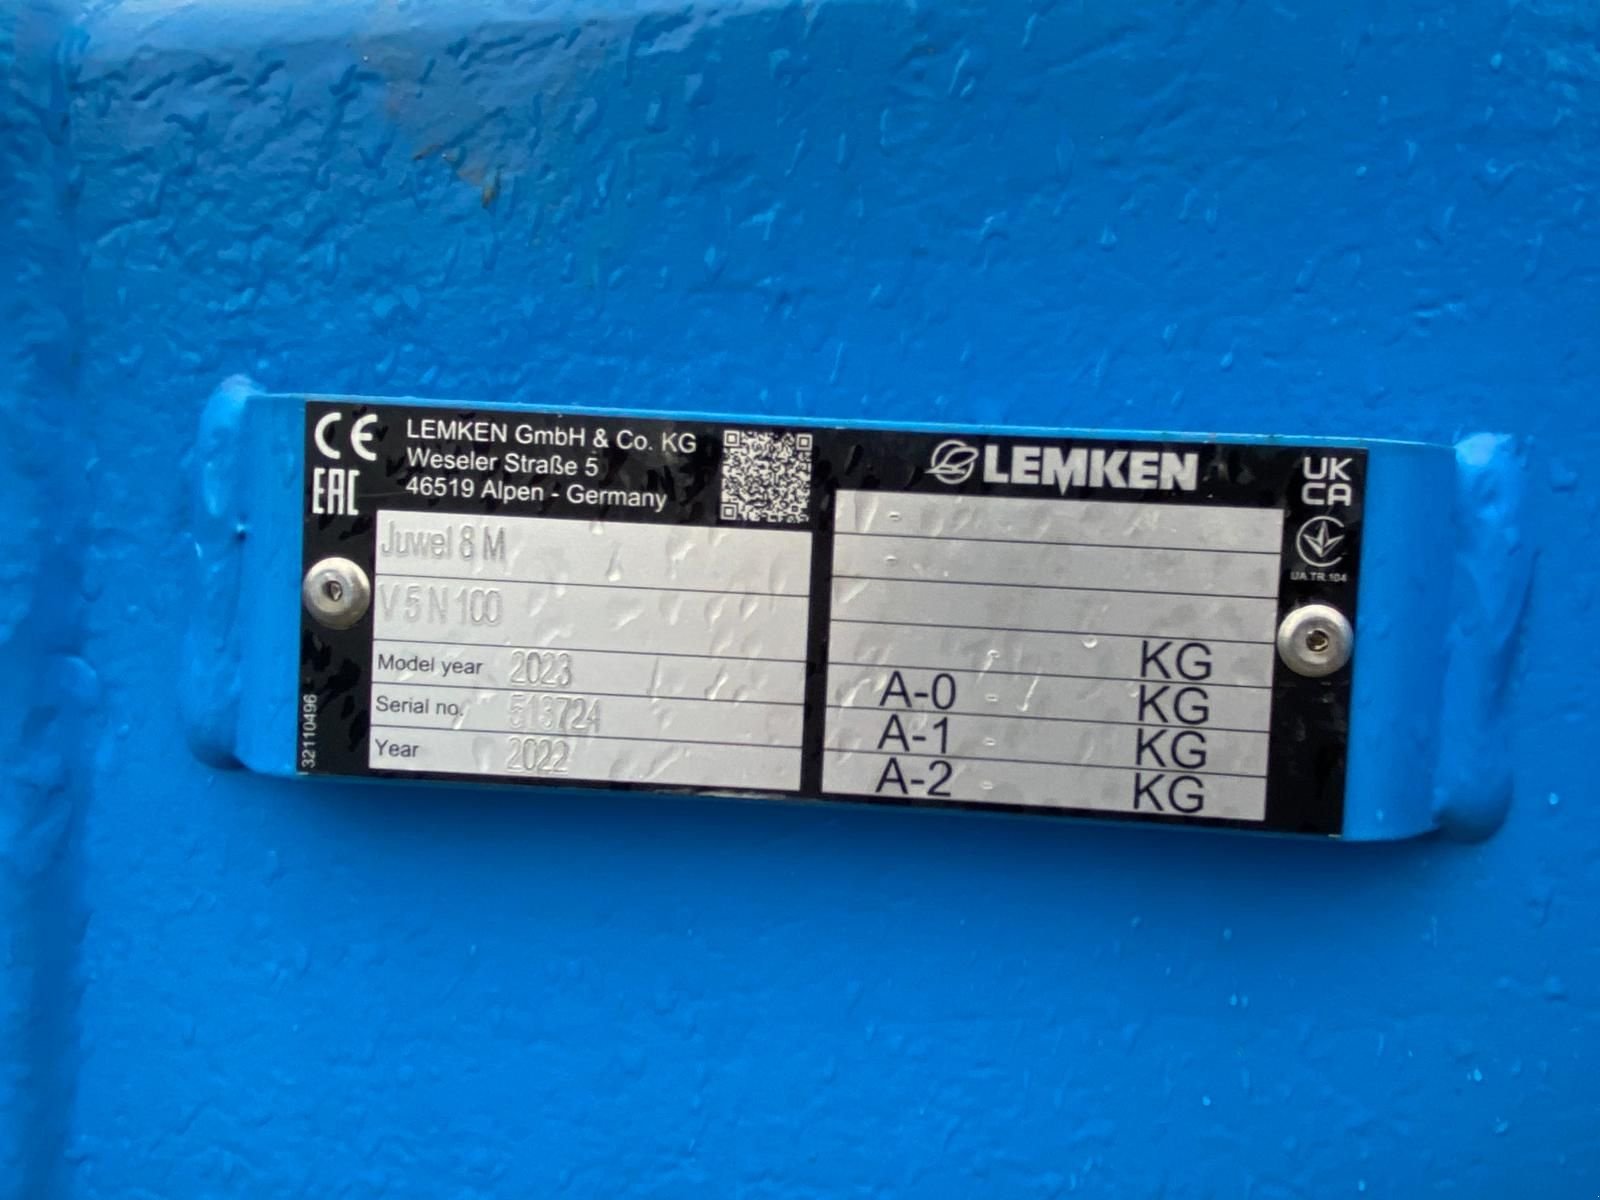 CE
EAC
LEMKEN GmbH & Co. KG
Weseler Straße 5
46519 Alpen - Germany
Juwel 8 M
V 5 N 100
Model year 2023
Serial no. 513724
Year 2022
32110496
LEMKEN
UK
CA
UA.TR.104
-
-
- KG
A-0 - KG
A-1 - KG
A-2 - KG